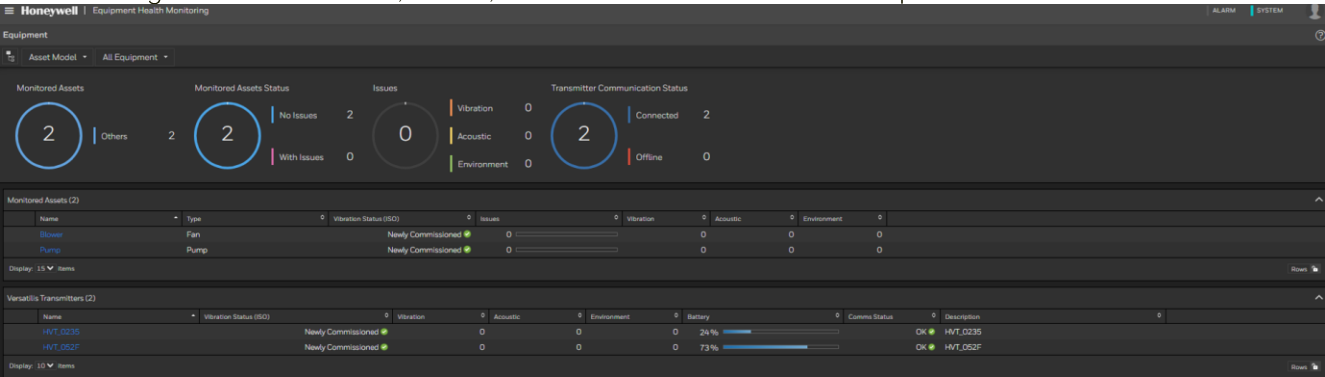 Honeywell | Equipment Health Monitoring ALARM SYSTEM
Equipment
Asset Model All Equipment
Monitored Assets Monitored Assets Status Issues Transmitter Communication Status
2 Others 2
2 No Issues 2
With Issues 0
0 Vibration 0
Acoustic 0
Environment 0
2 Connected 2
Offline 0
Monitored Assets (2)
Name Type Vibration Status (ISO) Issues Vibration Acoustic Environment
Blower Fan Newly Commissioned 0 0 0 0
Pump Pump Newly Commissioned 0 0 0 0
Display: 15 items Rows
Versatilis Transmitters (2)
Name Vibration Status (ISO) Vibration Acoustic Environment Battery Comms Status Description
HVT_0235 Newly Commissioned 0 0 0 24% OK HVT_0235
HVT_052F Newly Commissioned 0 0 0 73% OK HVT_052F
Display: 10 items Rows